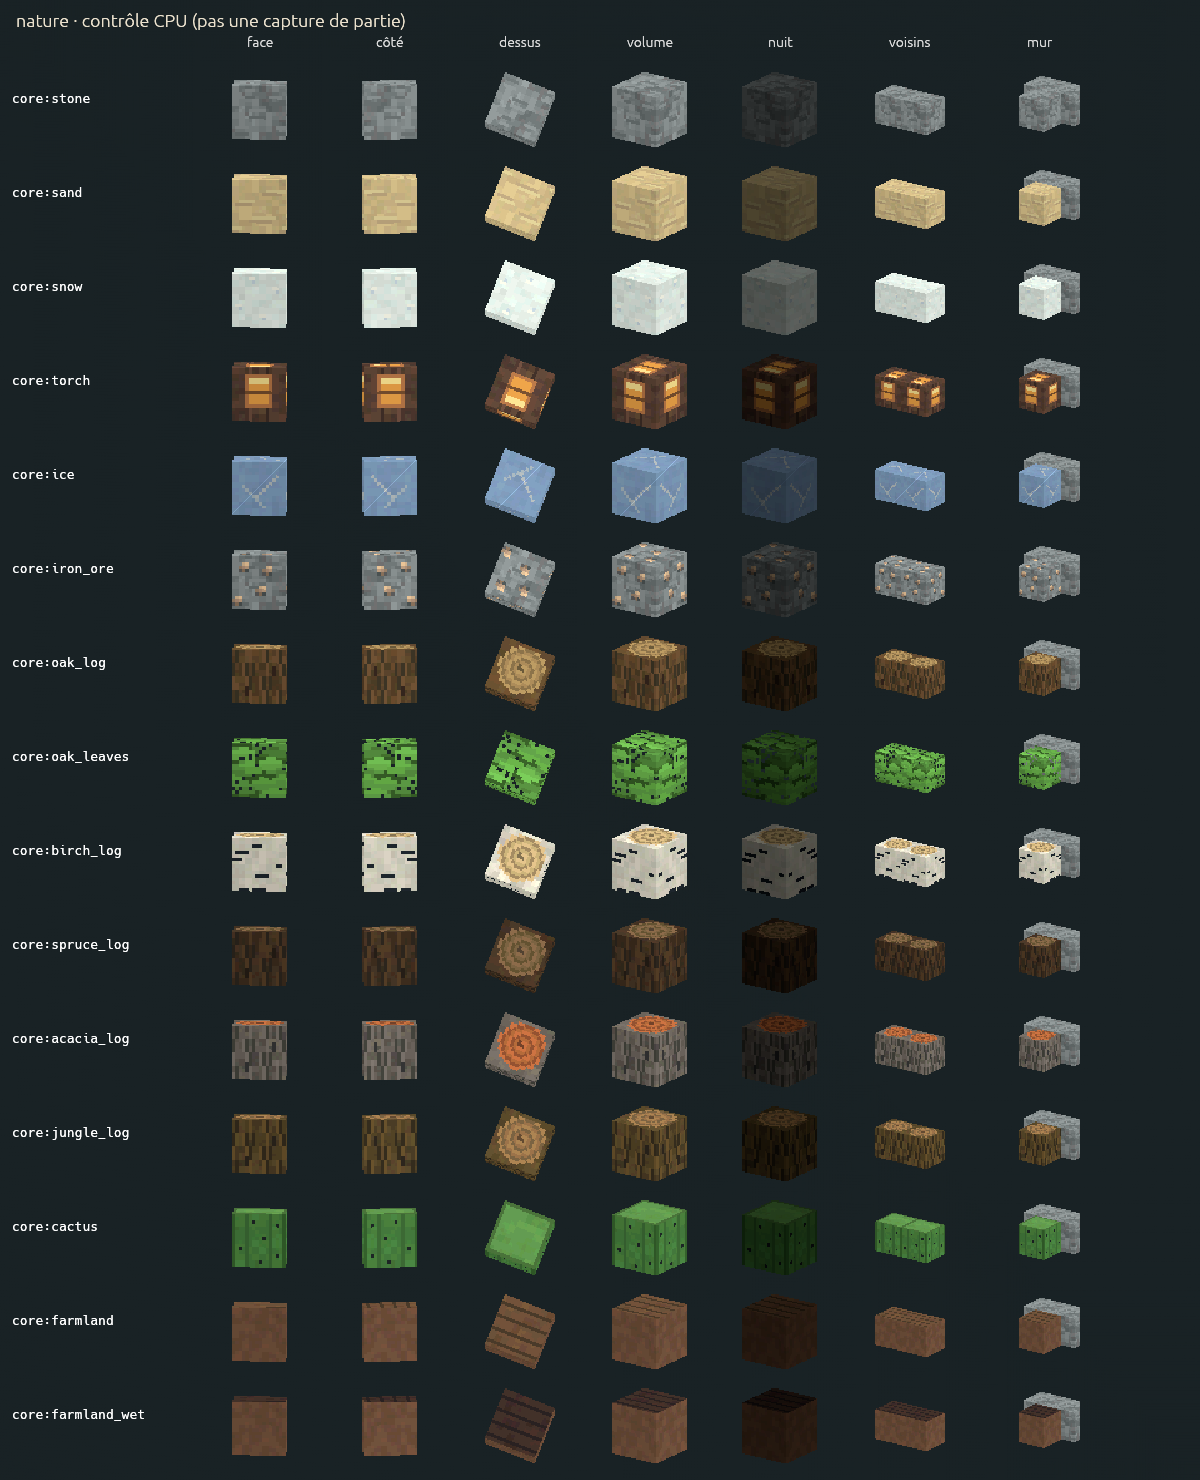 nature · contrôle CPU (pas une capture de partie)
face côté dessus volume nuit voisins mur
core:stone
core:sand
core:snow
core:torch
core:ice
core:iron_ore
core:oak_log
core:oak_leaves
core:birch_log
core:spruce_log
core:acacia_log
core:jungle_log
core:cactus
core:farmland
core:farmland_wet